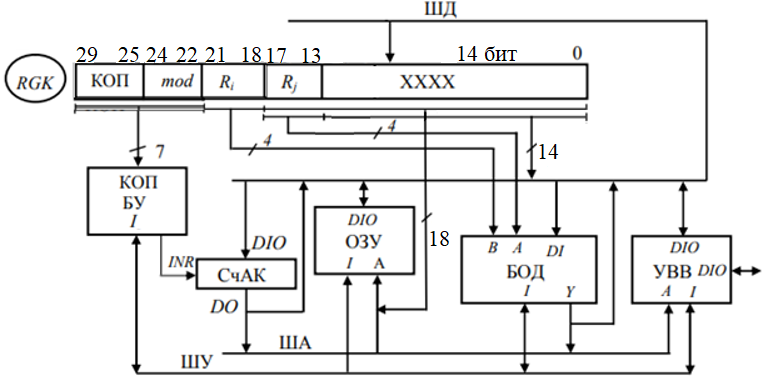 ШД
29 25 24 22 21 18 17 13 14 бит 0
RGK КОП mod Ri Rj XXXX
4 4
7 14
КОП
БУ
I
DIO
ОЗУ
I A
18
B A DI
БОД
I Y
DIO
УВВ DIO
A I
INR
DIO
СчАК
DO
ША
ШУ